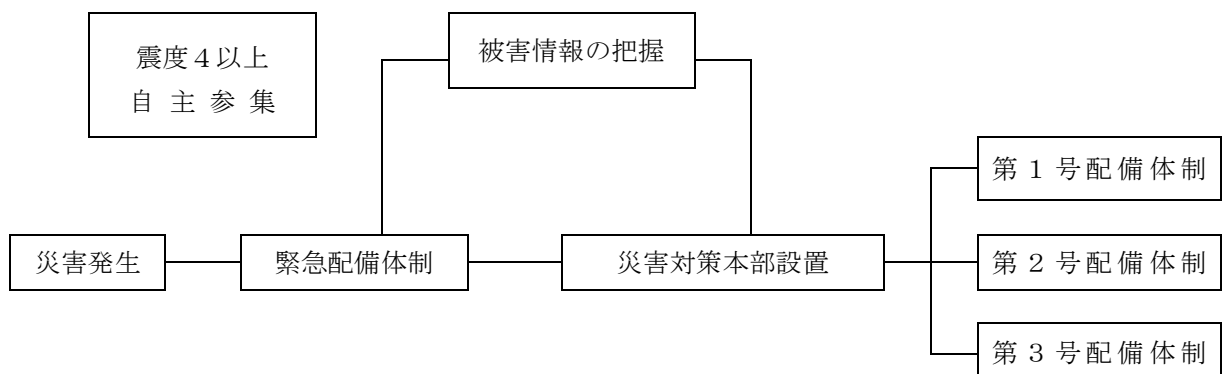 震度４以上
自主参集
被害情報の把握
災害発生
緊急配備体制
災害対策本部設置
第１号配備体制
第２号配備体制
第３号配備体制